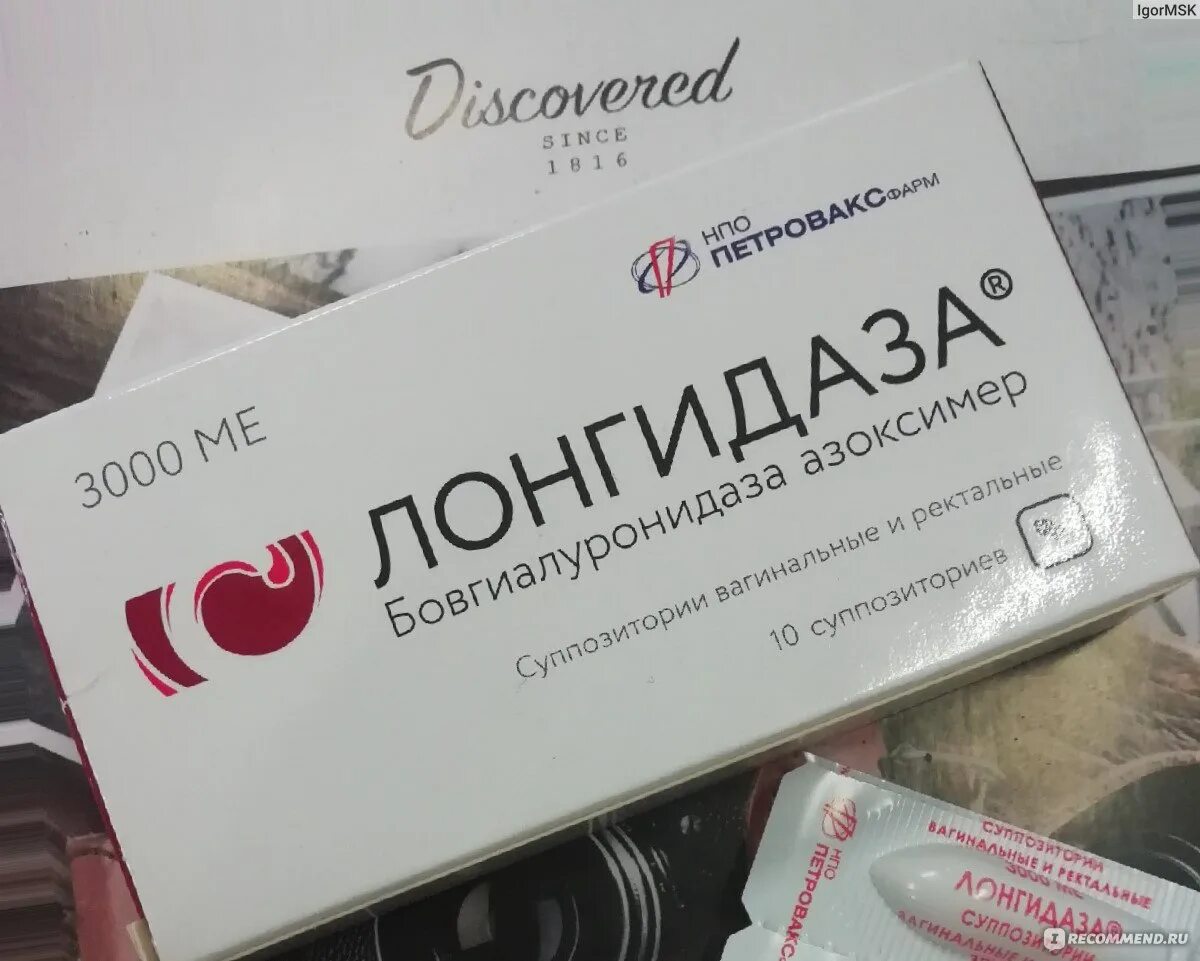 IgorMSK
Discovered
SINCE
1816
НПО
ПЕТРОВАКСФАРМ
3000 МЕ
ЛОНГИДАЗА®
Бовгиалуронидаза азоксимер
Суппозитории вагинальные и ректальные
10 суппозиториев
НПО
ПЕТРОВАКС
СУППОЗИТОРИИ
ВАГИНАЛЬНЫЕ И РЕКТАЛЬНЫЕ
3000 МЕ
ЛОНГИДАЗА®
СУППОЗИТОРИИ
ВАГИНАЛЬНЫЕ
RECOMMEND.RU